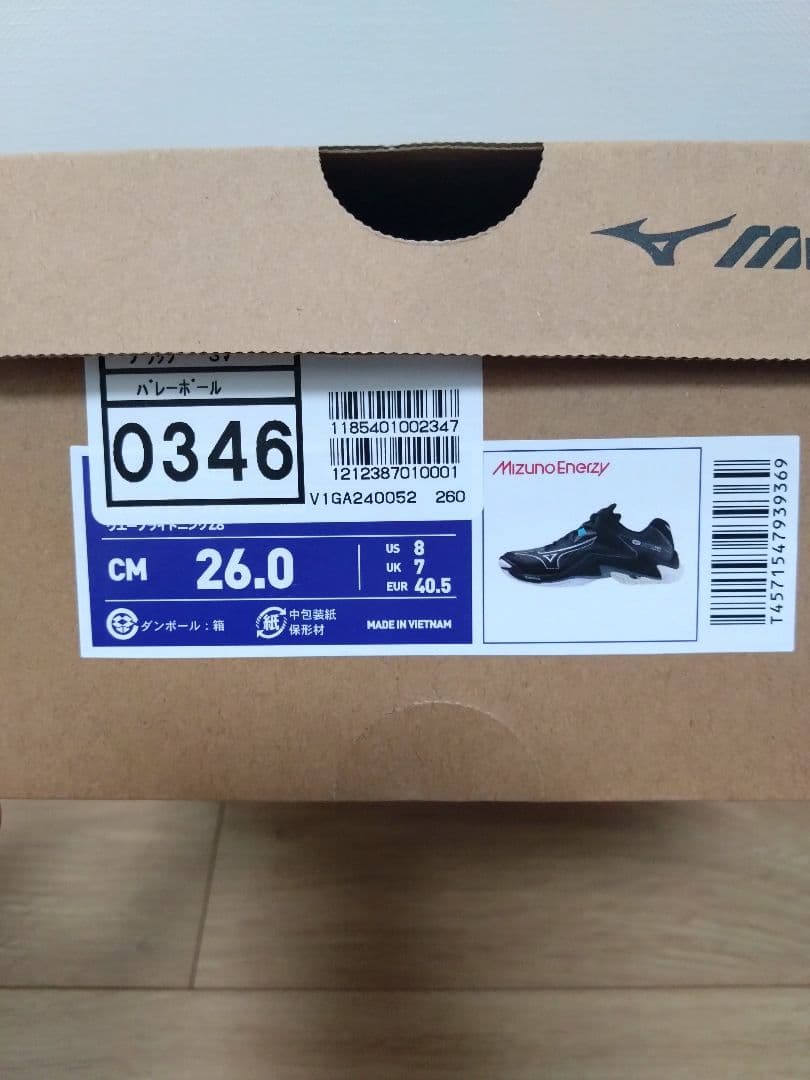 バレーボール
0346
1185401002347
1212387010001
V1GA240052 260
MIZUNO ENERZY
CM 26.0
US 8
UK 7
EUR 40.5
ダンボール：箱
紙 中包装紙
保形材
MADE IN VIETNAM
T4571547939369